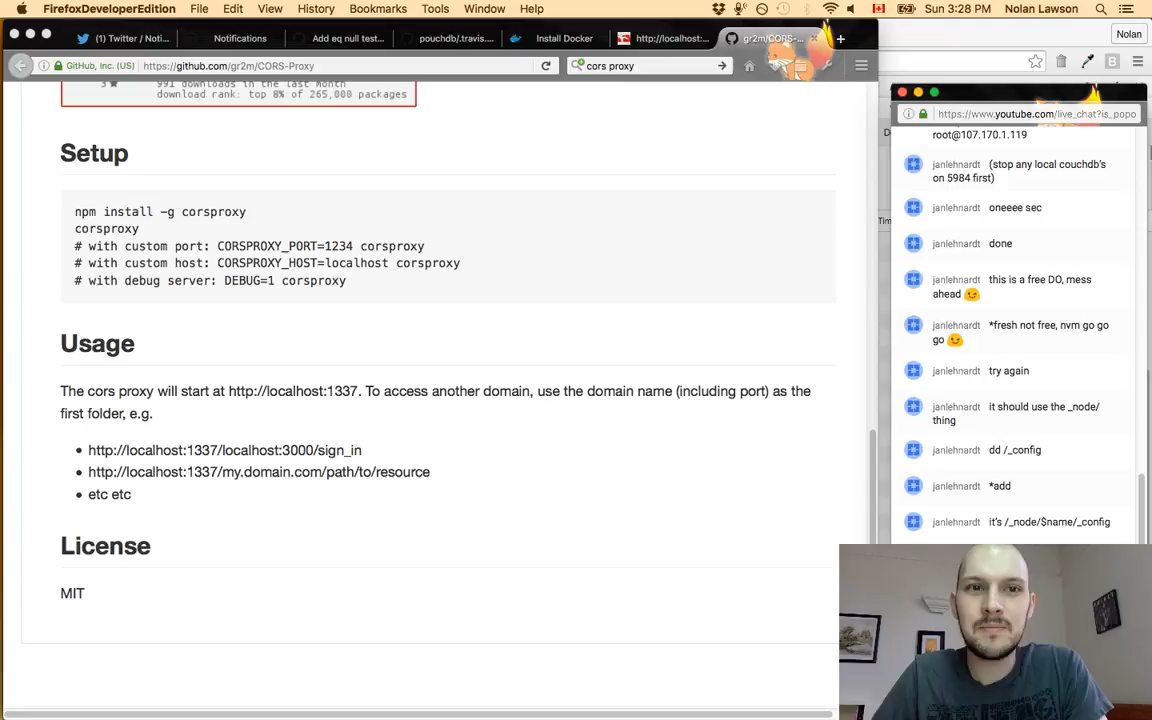 FirefoxDeveloperEdition File Edit View History Bookmarks Tools Window Help Sun 3:28 PM Nolan Lawson
(1) Twitter / Noti... Notifications Add eq null test... pouchdb/.travis.... Install Docker http://localhost:... gr2m/CORS-... Nolan
GitHub, Inc. (US) https://github.com/gr2m/CORS-Proxy cors proxy
3 991 downloads in the last Month
download rank: top 8% of 265,000 packages
Setup
npm install -g corsproxy
corsproxy
# with custom port: CORSPROXY_PORT=1234 corsproxy
# with custom host: CORSPROXY_HOST=localhost corsproxy
# with debug server: DEBUG=1 corsproxy
Usage
The cors proxy will start at http://localhost:1337. To access another domain, use the domain name (including port) as the
first folder, e.g.
• http://localhost:1337/localhost:3000/sign_in
• http://localhost:1337/my.domain.com/path/to/resource
• etc etc
License
MIT
https://www.youtube.com/live_chat?is_popo
root@107.170.1.119
janlehnardt (stop any local couchdb's
on 5984 first)
janlehnardt oneeee sec
janlehnardt done
janlehnardt this is a free DO, mess
ahead 😉
janlehnardt *fresh not free, nvm go go
go 😉
janlehnardt try again
janlehnardt it should use the _node/
thing
janlehnardt dd /_config
janlehnardt *add
janlehnardt it's /_node/$name/_config